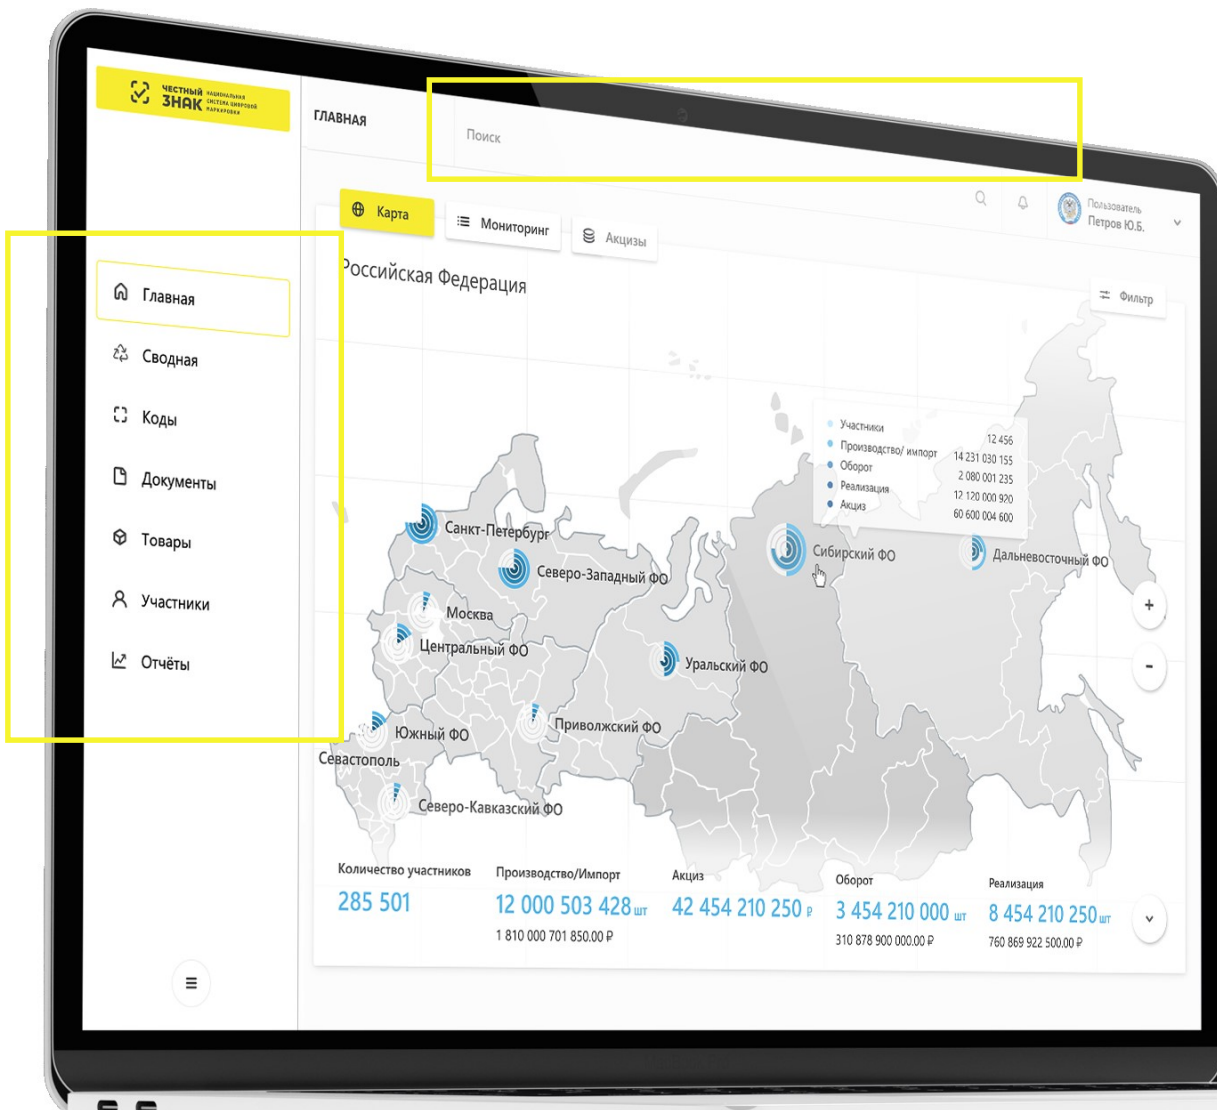 ЧЕСТНЫЙ
ЗНАК
НАЦИОНАЛЬНАЯ
СИСТЕМА ЦИФРОВОЙ
МАРКИРОВКИ
ГЛАВНАЯ
Поиск
Пользователь
Петров Ю.Б.
Карта
Мониторинг
Акцизы
Российская Федерация
Фильтр
Главная
Сводная
Коды
Документы
Товары
Участники
Отчёты
Участники 12 456
Производство/ импорт 14 231 030 155
Оборот 2 080 001 235
Реализация 12 120 000 920
Акциз 60 600 004 600
Санкт-Петербург
Северо-Западный ФО
Сибирский ФО
Дальневосточный ФО
Москва
Центральный ФО
Уральский ФО
Приволжский ФО
Южный ФО
Севастополь
Северо-Кавказский ФО
+
-
Количество участников
285 501
Производство/Импорт
12 000 503 428 шт
1 810 000 701 850.00 ₽
Акциз
42 454 210 250 ₽
Оборот
3 454 210 000 шт
310 878 900 000.00 ₽
Реализация
8 454 210 250 шт
760 869 922 500.00 ₽